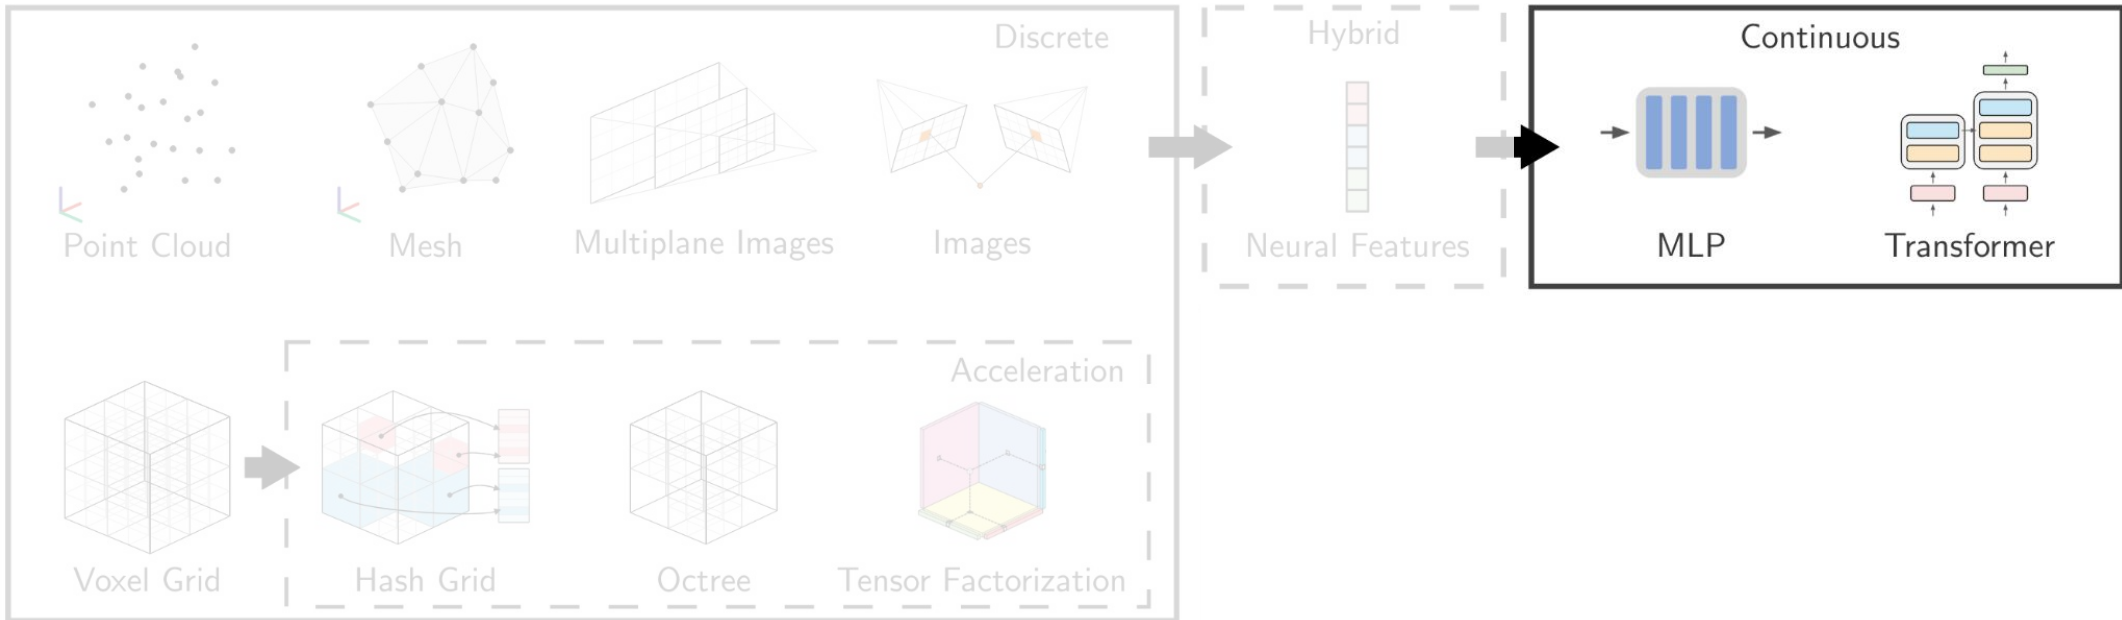 Discrete
Point Cloud
Mesh
Multiplane Images
Images
Hybrid
Neural Features
Continuous
MLP
Transformer
Acceleration
Voxel Grid
Hash Grid
Octree
Tensor Factorization